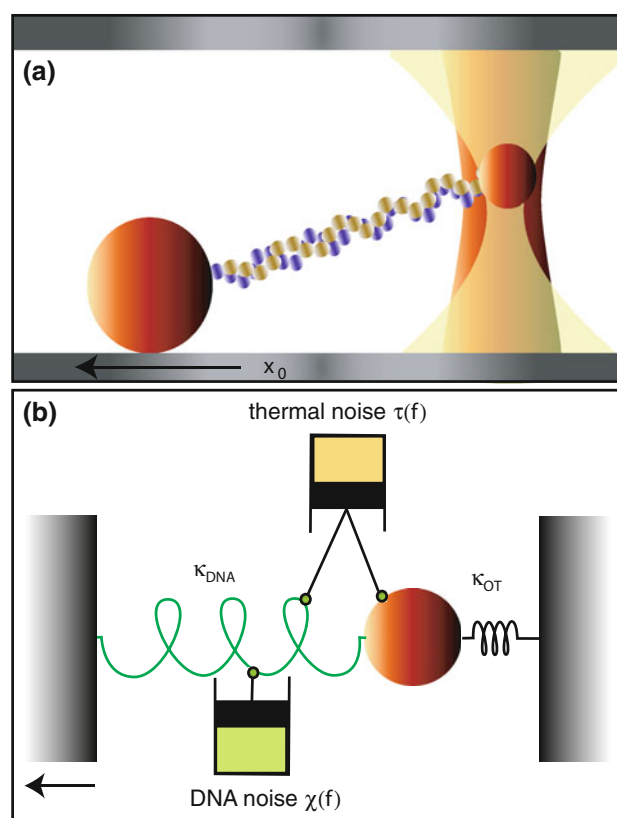 (a)
x₀
(b)
thermal noise τ(f)
κDNA
κOT
DNA noise χ(f)